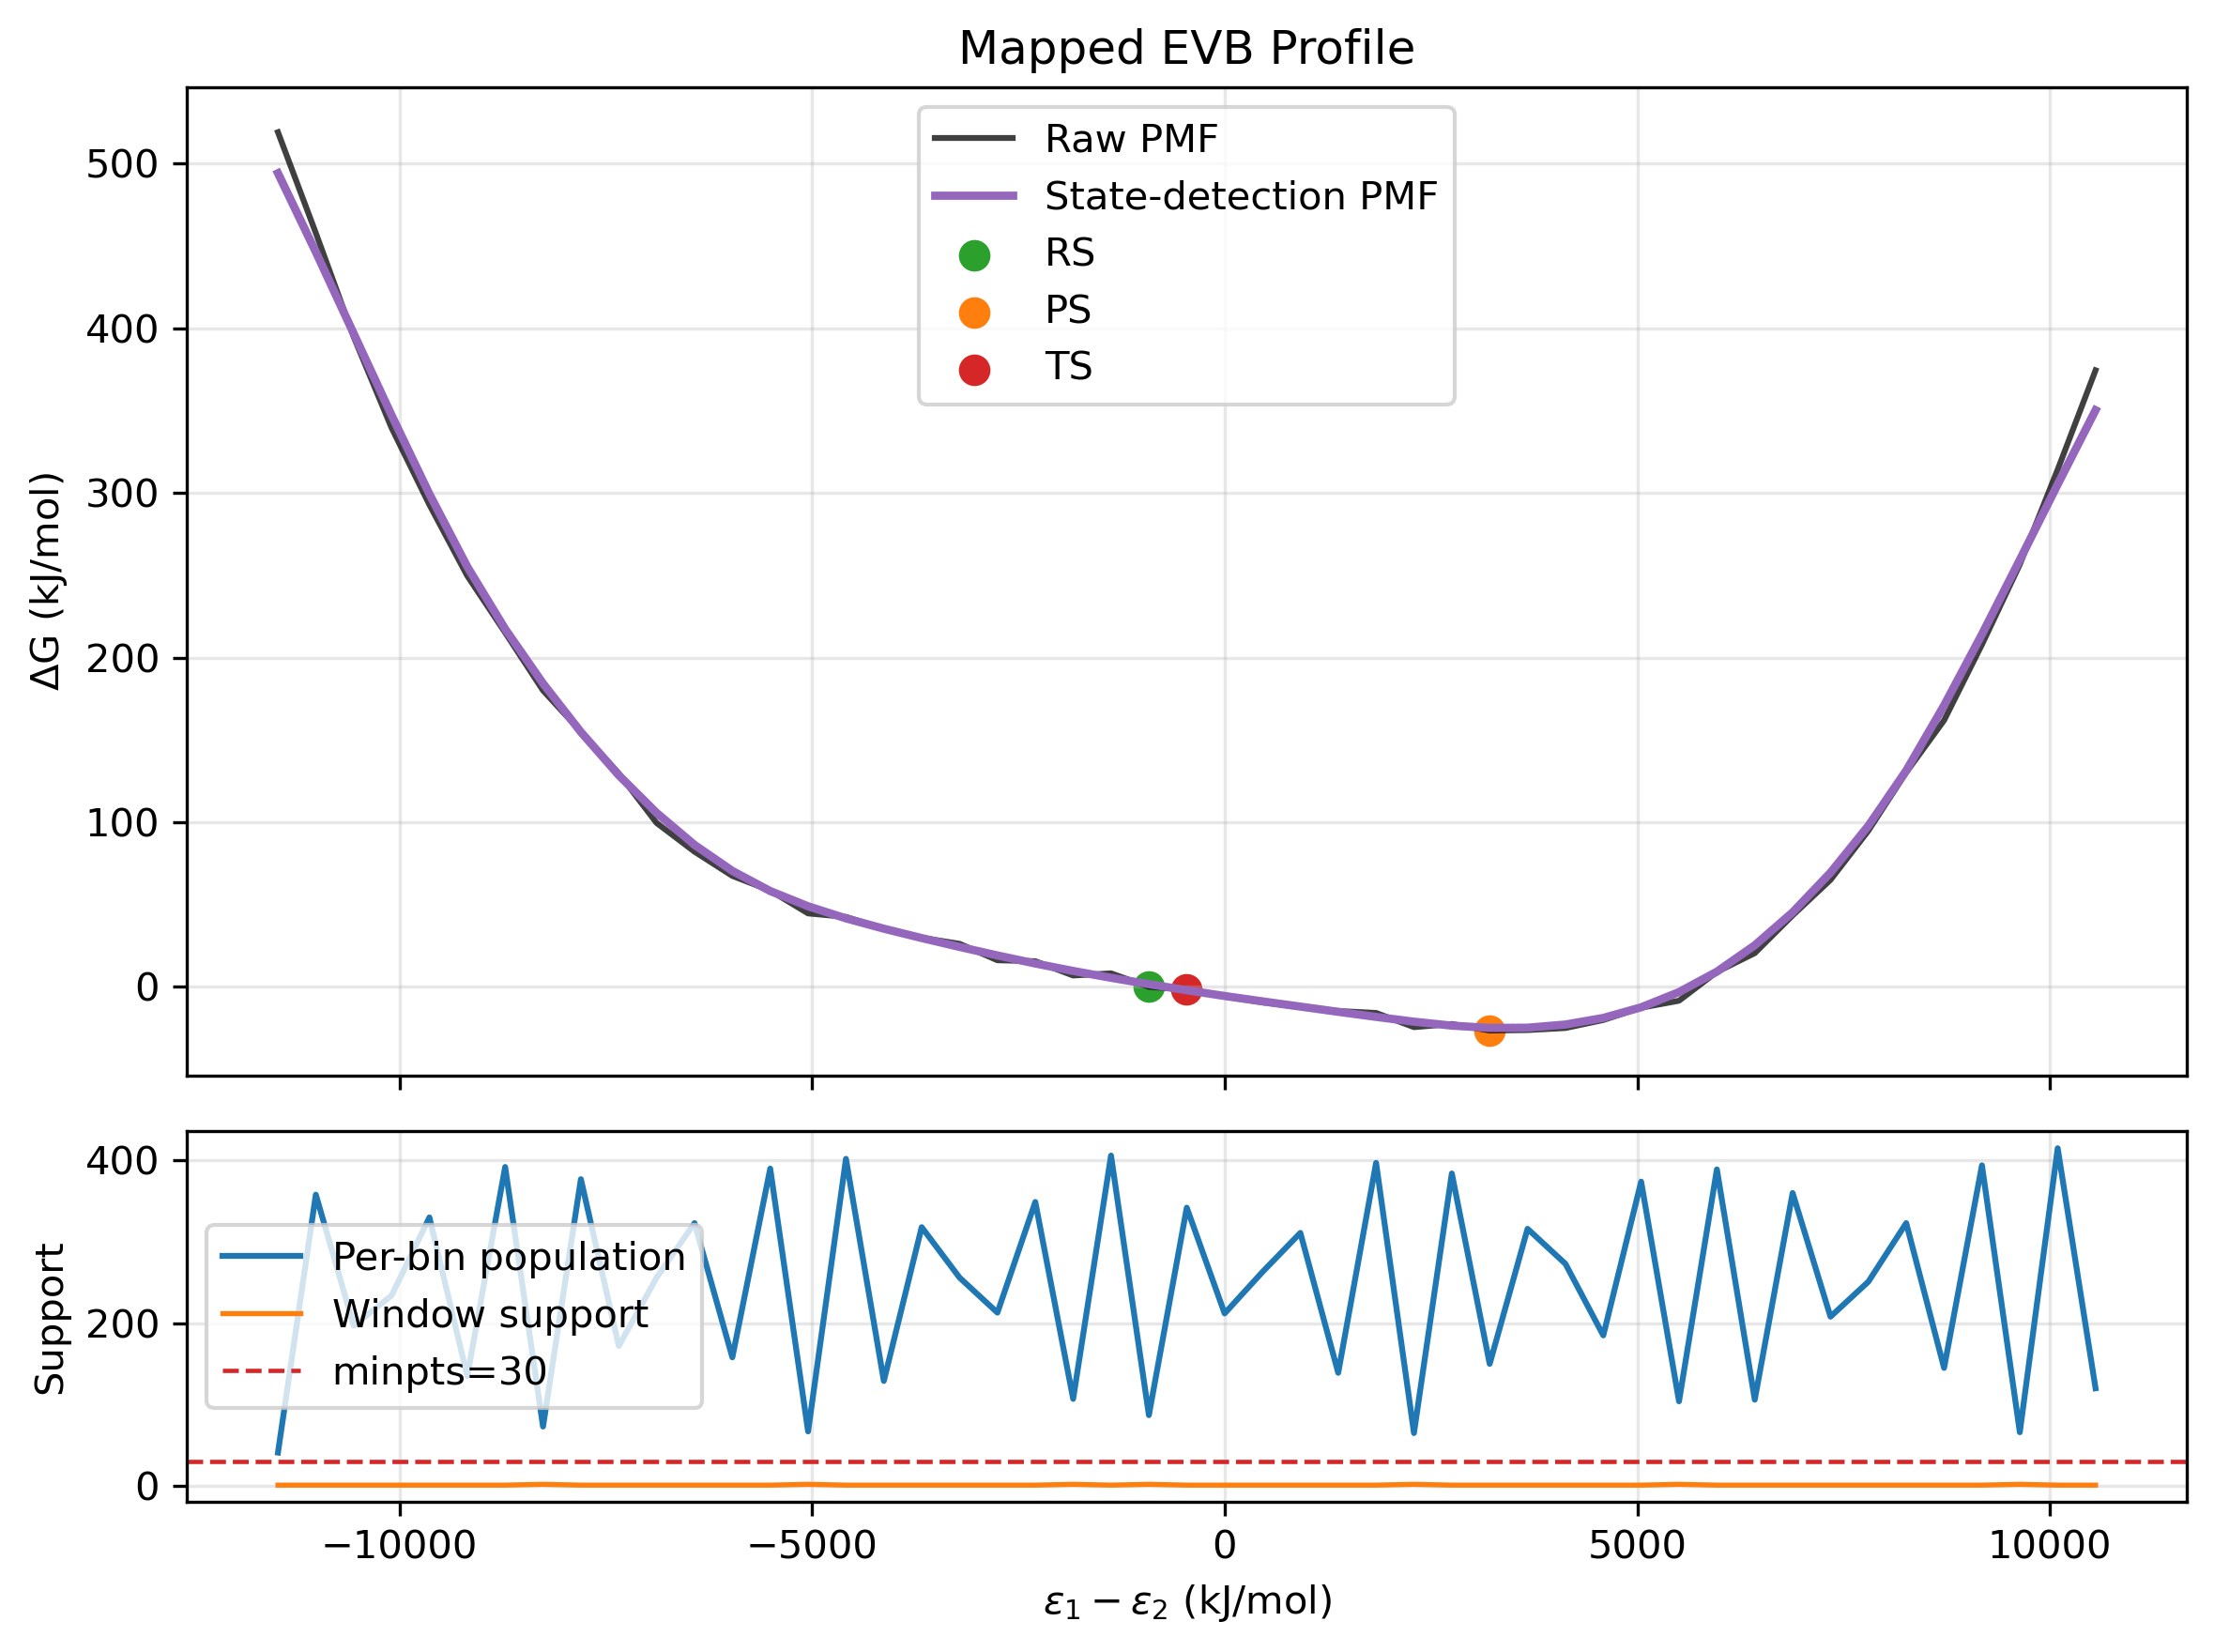 Mapped EVB Profile
Raw PMF
State-detection PMF
RS
PS
TS
ΔG (kJ/mol)
500
400
300
200
100
0
Support
400
200
0
Per-bin population
Window support
minpts=30
−10000
−5000
0
5000
10000
ε₁ − ε₂ (kJ/mol)